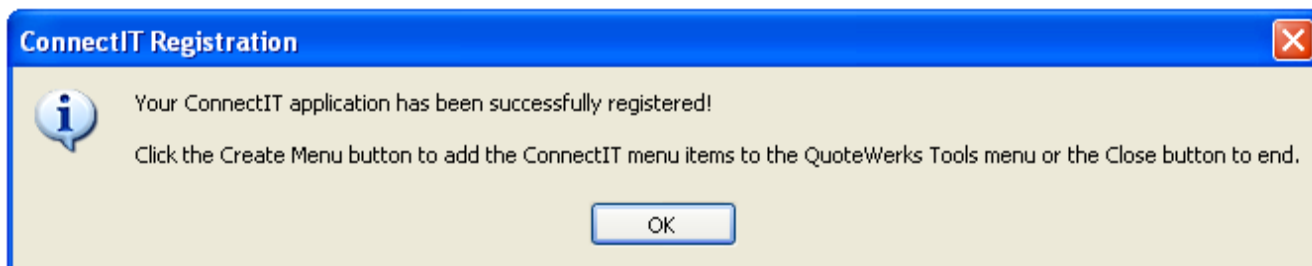 ConnectIT Registration
Your ConnectIT application has been successfully registered!
Click the Create Menu button to add the ConnectIT menu items to the QuoteWerks Tools menu or the Close button to end.
OK